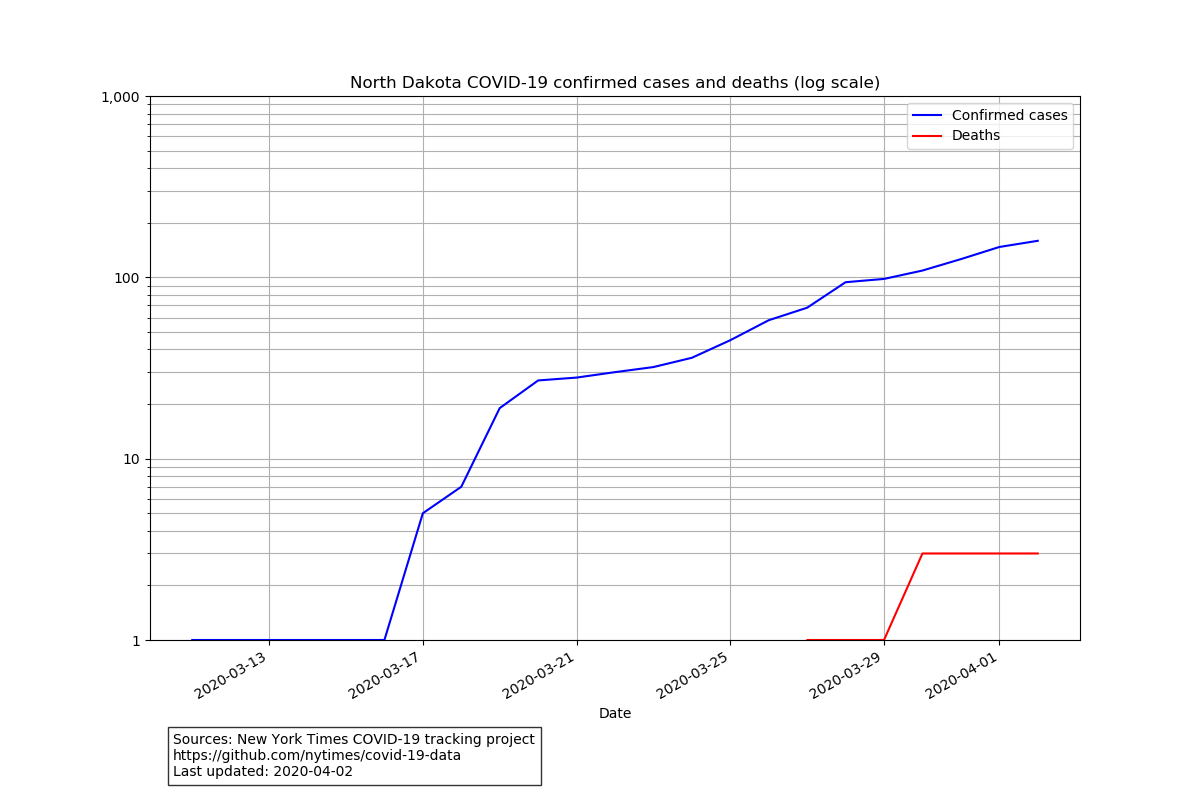 North Dakota COVID-19 confirmed cases and deaths (log scale)
1,000
Confirmed cases
Deaths
100
10
1
2020-03-13
2020-03-17
2020-03-21
2020-03-25
2020-03-29
2020-04-01
Date
Sources: New York Times COVID-19 tracking project
https://github.com/nytimes/covid-19-data
Last updated: 2020-04-02